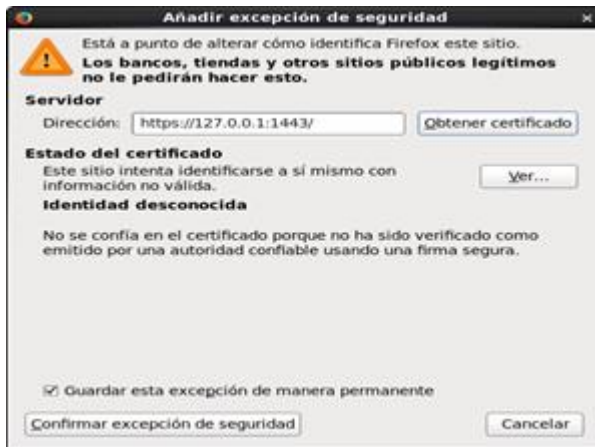 Añadir excepción de seguridad
Está a punto de alterar cómo identifica Firefox este sitio.
Los bancos, tiendas y otros sitios públicos legítimos
no le pedirán hacer esto.
Servidor
Dirección: https://127.0.0.1:1443/ Obtener certificado
Estado del certificado
Este sitio intenta identificarse a sí mismo con
información no válida.
Ver...
Identidad desconocida
No se confía en el certificado porque no ha sido verificado como
emitido por una autoridad confiable usando una firma segura.
Guardar esta excepción de manera permanente
Confirmar excepción de seguridad Cancelar